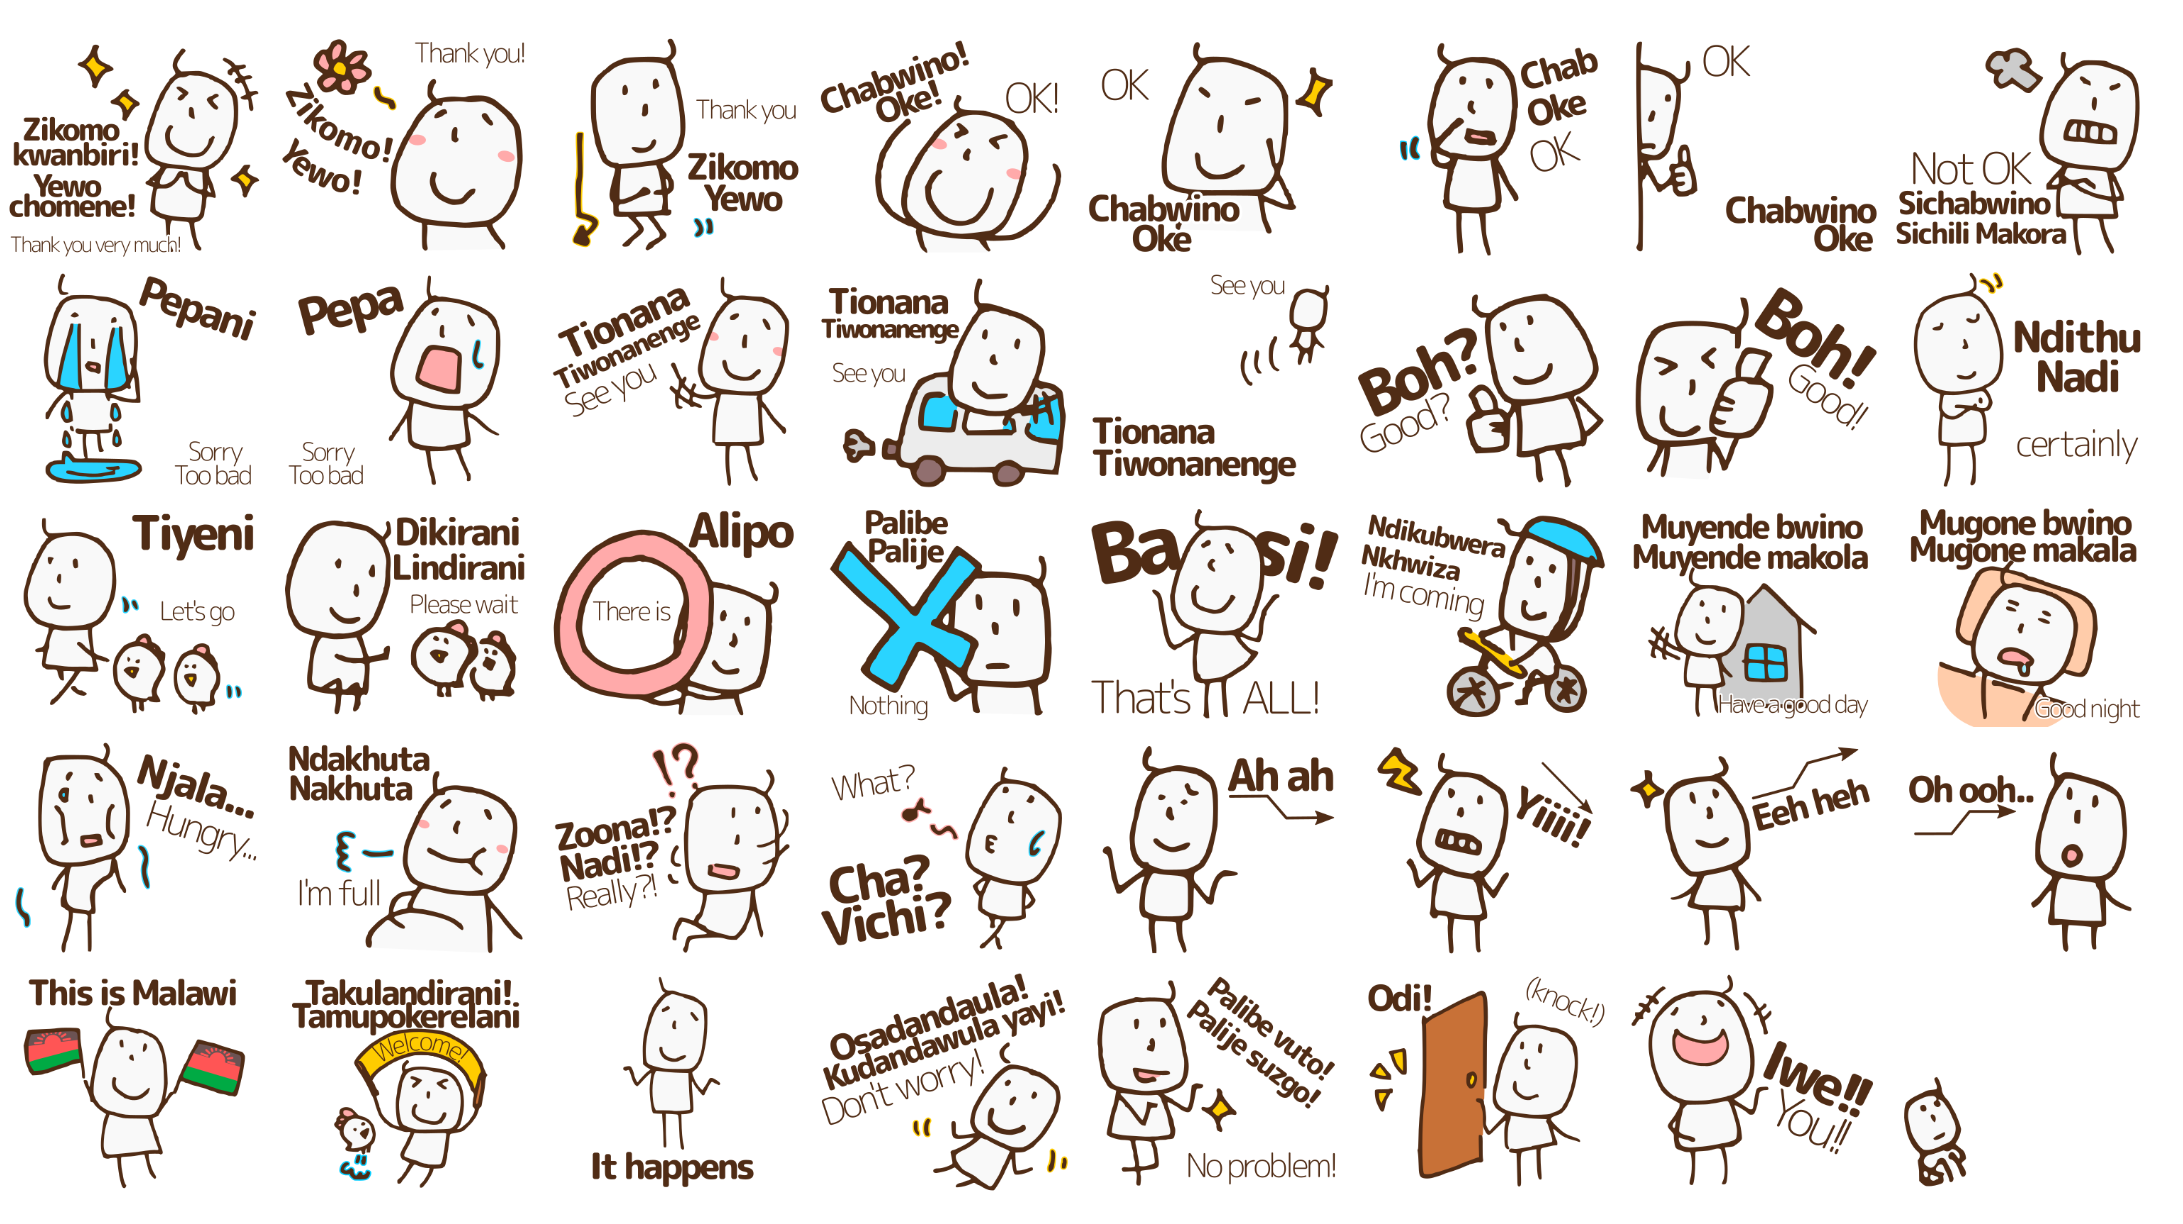 Zikomo
kwanbiri!
Yewo
chomene!
Thank you very much!
Thank you!
Zikomo!
Yewo!
Thank you
Zikomo
Yewo
Chabwino!
Oke!
OK!
OK
Chabwino
Oke
Chab
Oke
OK
OK
Chabwino
Oke
Not OK
Sichabwino
Sichili Makora
Pepani
Sorry
Too bad
Pepa
Sorry
Too bad
Tionana
Tiwonanenge
See you
Tionana
Tiwonanenge
See you
See you
Tionana
Tiwonanenge
Boh?
Good?
Boh!
Good!
Ndithu
Nadi
certainly
Tiyeni
Let's go
Dikirani
Lindirani
Please wait
Alipo
There is
Palibe
Palije
Nothing
Basi!
That's ALL!
Ndikubwera
Nkhwiza
I'm coming
Muyende bwino
Muyende makola
Have a good day
Mugone bwino
Mugone makala
Good night
Njala...
Hungry...
Ndakhuta
Nakhuta
I'm full
!?
Zoona!?
Nadi!?
Really?!
What?
Cha?
Vichi?
Ah ah
Yiiii!
Eeh heh
Oh ooh..
This is Malawi
Takulandirani!
Tamupokerelani
Welcome!
It happens
Osadandaula!
Kudandawula yayi!
Don't worry!
Palibe vuto!
Palije suzgo!
No problem!
Odi!
(knock!)
Iwe!!
You!!